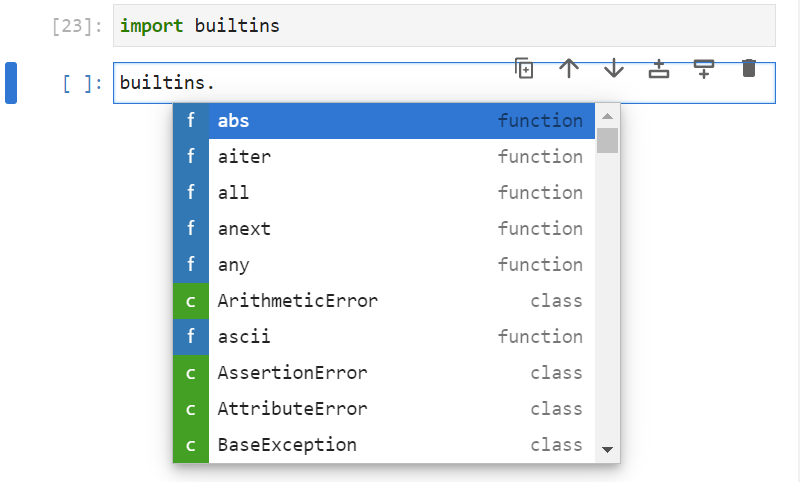 [23]: import builtins
[ ]: builtins.
f abs function
f aiter function
f all function
f anext function
f any function
c ArithmeticError class
f ascii function
c AssertionError class
c AttributeError class
c BaseException class